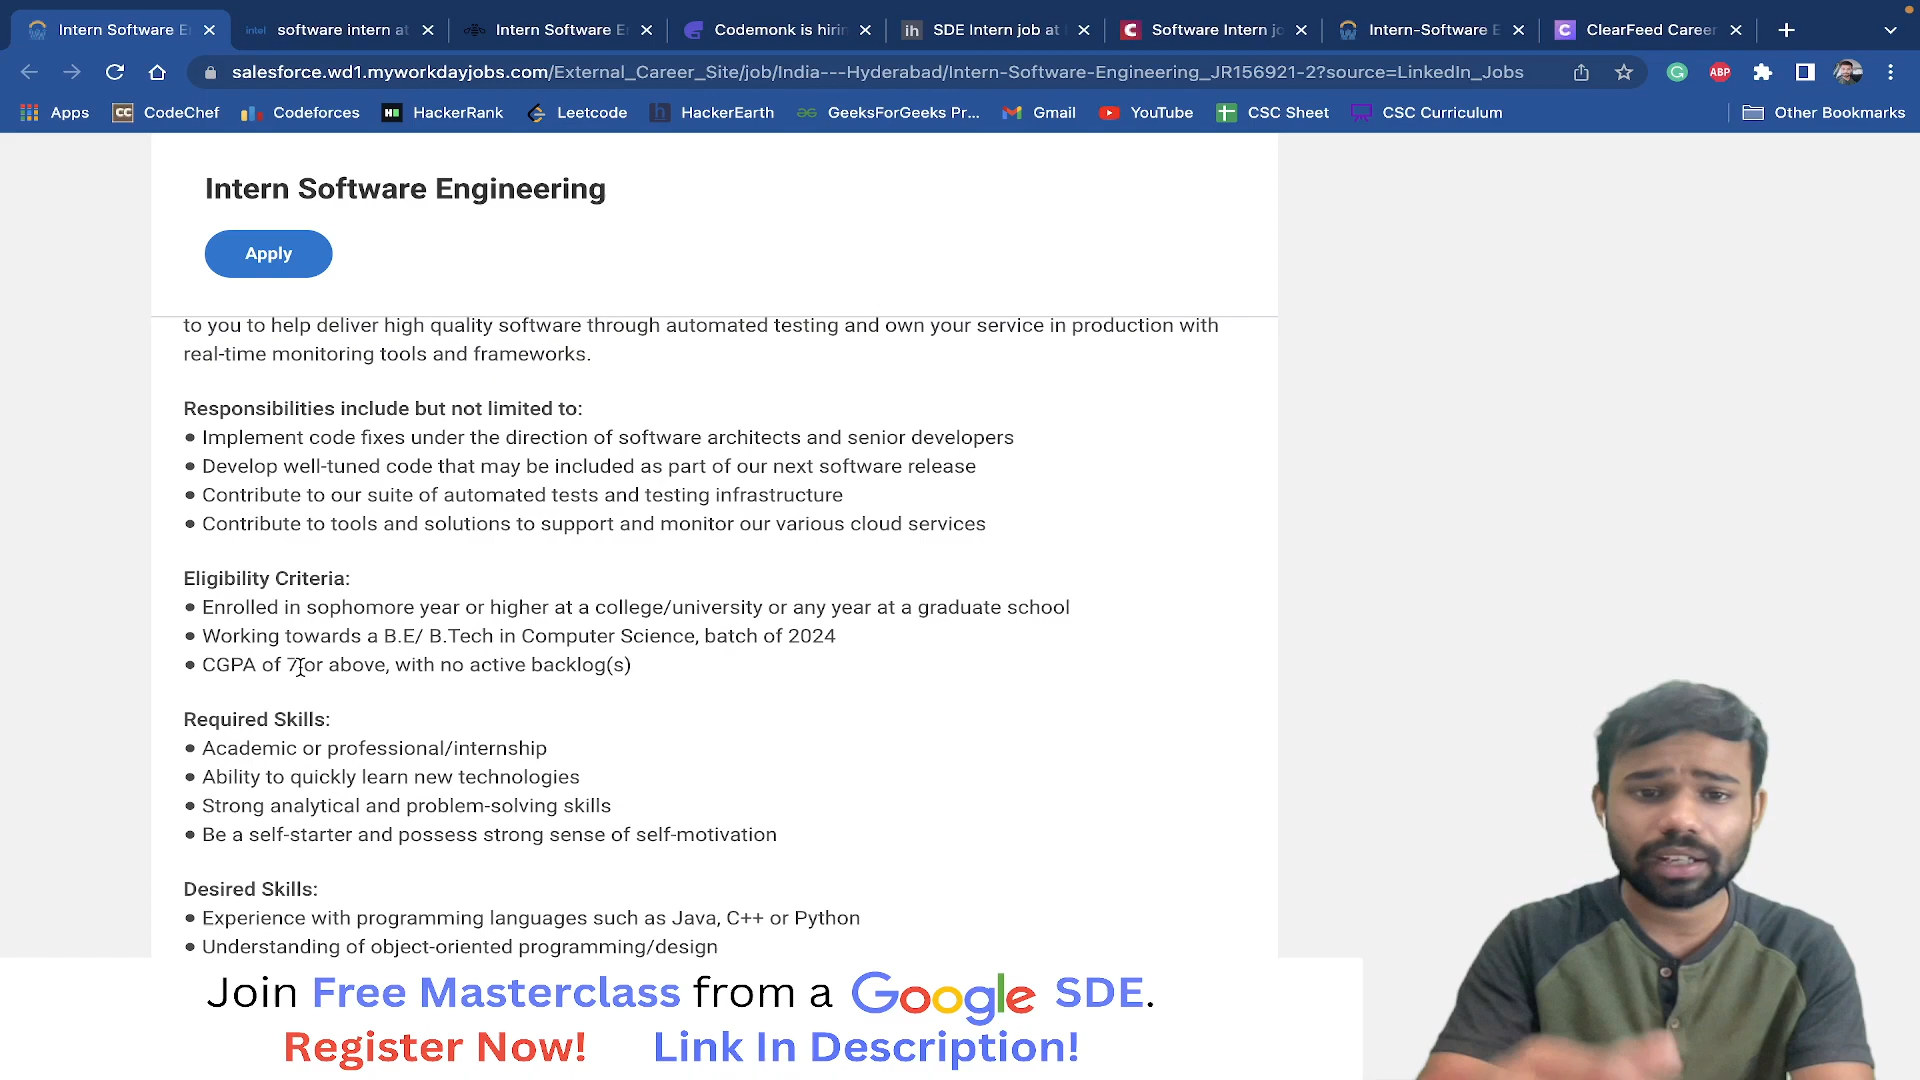 Intern Software E
software intern at
Intern Software E
Codemonk is hirin
SDE Intern job at
Software Intern jo
Intern-Software E
ClearFeed Career
salesforce.wd1.myworkdayjobs.com/External_Career_Site/job/India---Hyderabad/Intern-Software-Engineering_JR156921-2?source=LinkedIn_Jobs
Apps CodeChef Codeforces HackerRank Leetcode HackerEarth GeeksForGeeks Pr... Gmail YouTube CSC Sheet CSC Curriculum Other Bookmarks
Intern Software Engineering
Apply
to you to help deliver high quality software through automated testing and own your service in production with
real-time monitoring tools and frameworks.
Responsibilities include but not limited to:
● Implement code fixes under the direction of software architects and senior developers
● Develop well-tuned code that may be included as part of our next software release
● Contribute to our suite of automated tests and testing infrastructure
● Contribute to tools and solutions to support and monitor our various cloud services
Eligibility Criteria:
● Enrolled in sophomore year or higher at a college/university or any year at a graduate school
● Working towards a B.E/ B.Tech in Computer Science, batch of 2024
● CGPA of 7 or above, with no active backlog(s)
Required Skills:
● Academic or professional/internship
● Ability to quickly learn new technologies
● Strong analytical and problem-solving skills
● Be a self-starter and possess strong sense of self-motivation
Desired Skills:
● Experience with programming languages such as Java, C++ or Python
● Understanding of object-oriented programming/design
Join Free Masterclass from a Google SDE.
Register Now! Link In Description!